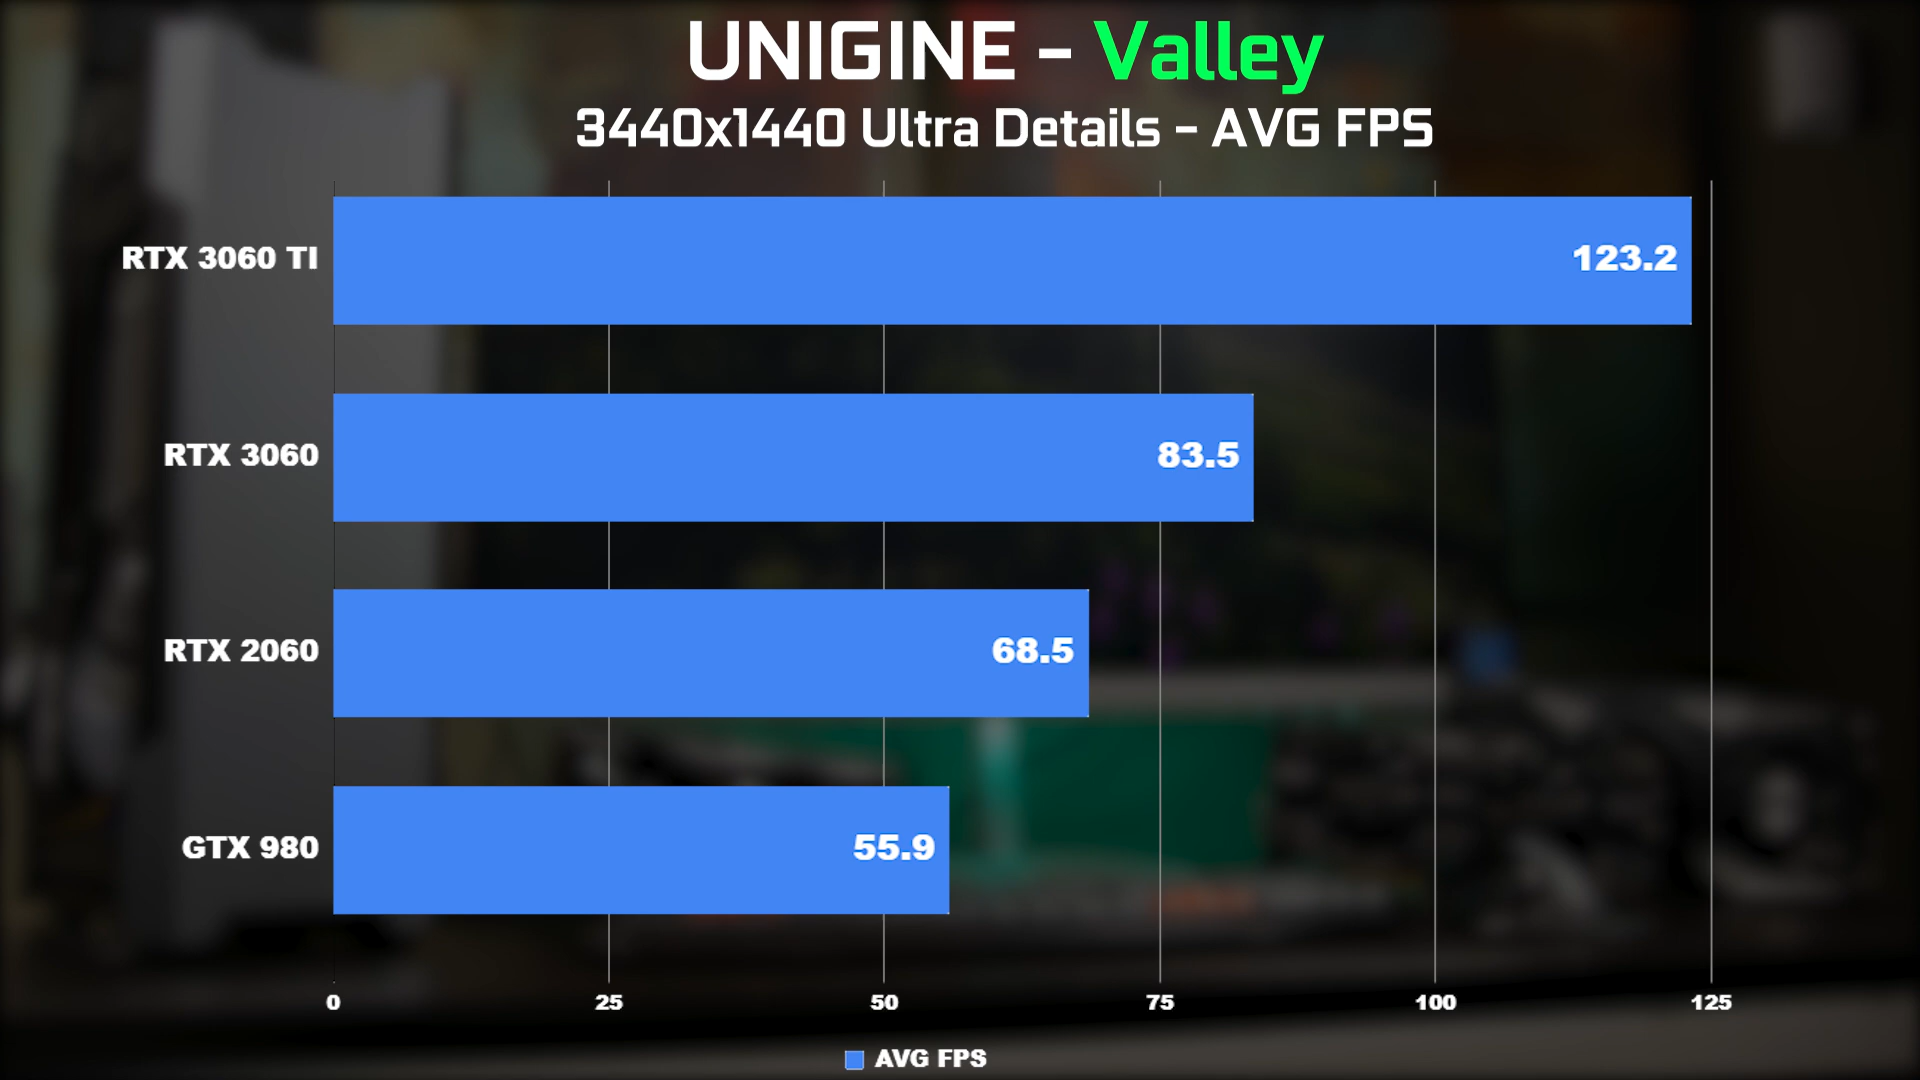 UNIGINE - Valley
3440x1440 Ultra Details - AVG FPS
RTX 3060 TI
123.2
RTX 3060
83.5
RTX 2060
68.5
GTX 980
55.9
0 25 50 75 100 125
AVG FPS